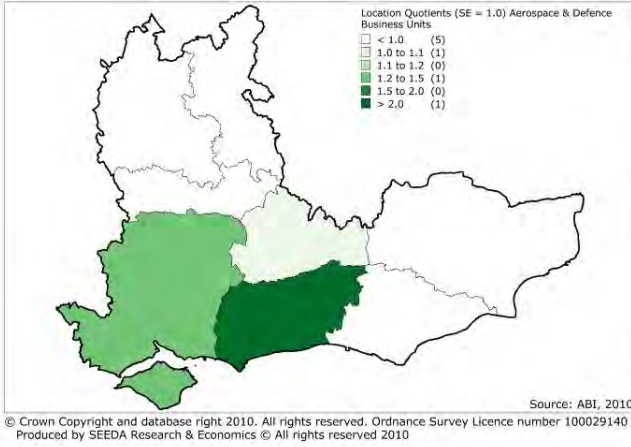 Location Quotients (SE = 1.0) Aerospace & Defence
Business Units
< 1.0 (5)
1.0 to 1.1 (1)
1.1 to 1.2 (0)
1.2 to 1.5 (1)
1.5 to 2.0 (0)
> 2.0 (1)
Source: ABI, 2010
© Crown Copyright and database right 2010. All rights reserved. Ordnance Survey Licence number 100029140
Produced by SEEDA Research & Economics © All rights reserved 2010